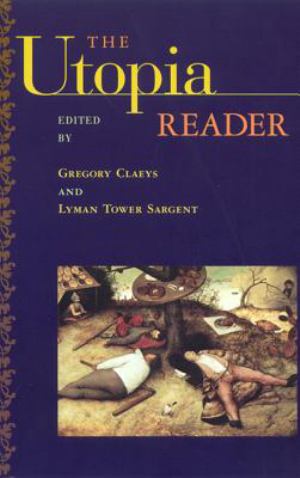 THE
Utopia
EDITED
BY
READER
GREGORY CLAEYS
AND
LYMAN TOWER SARGENT